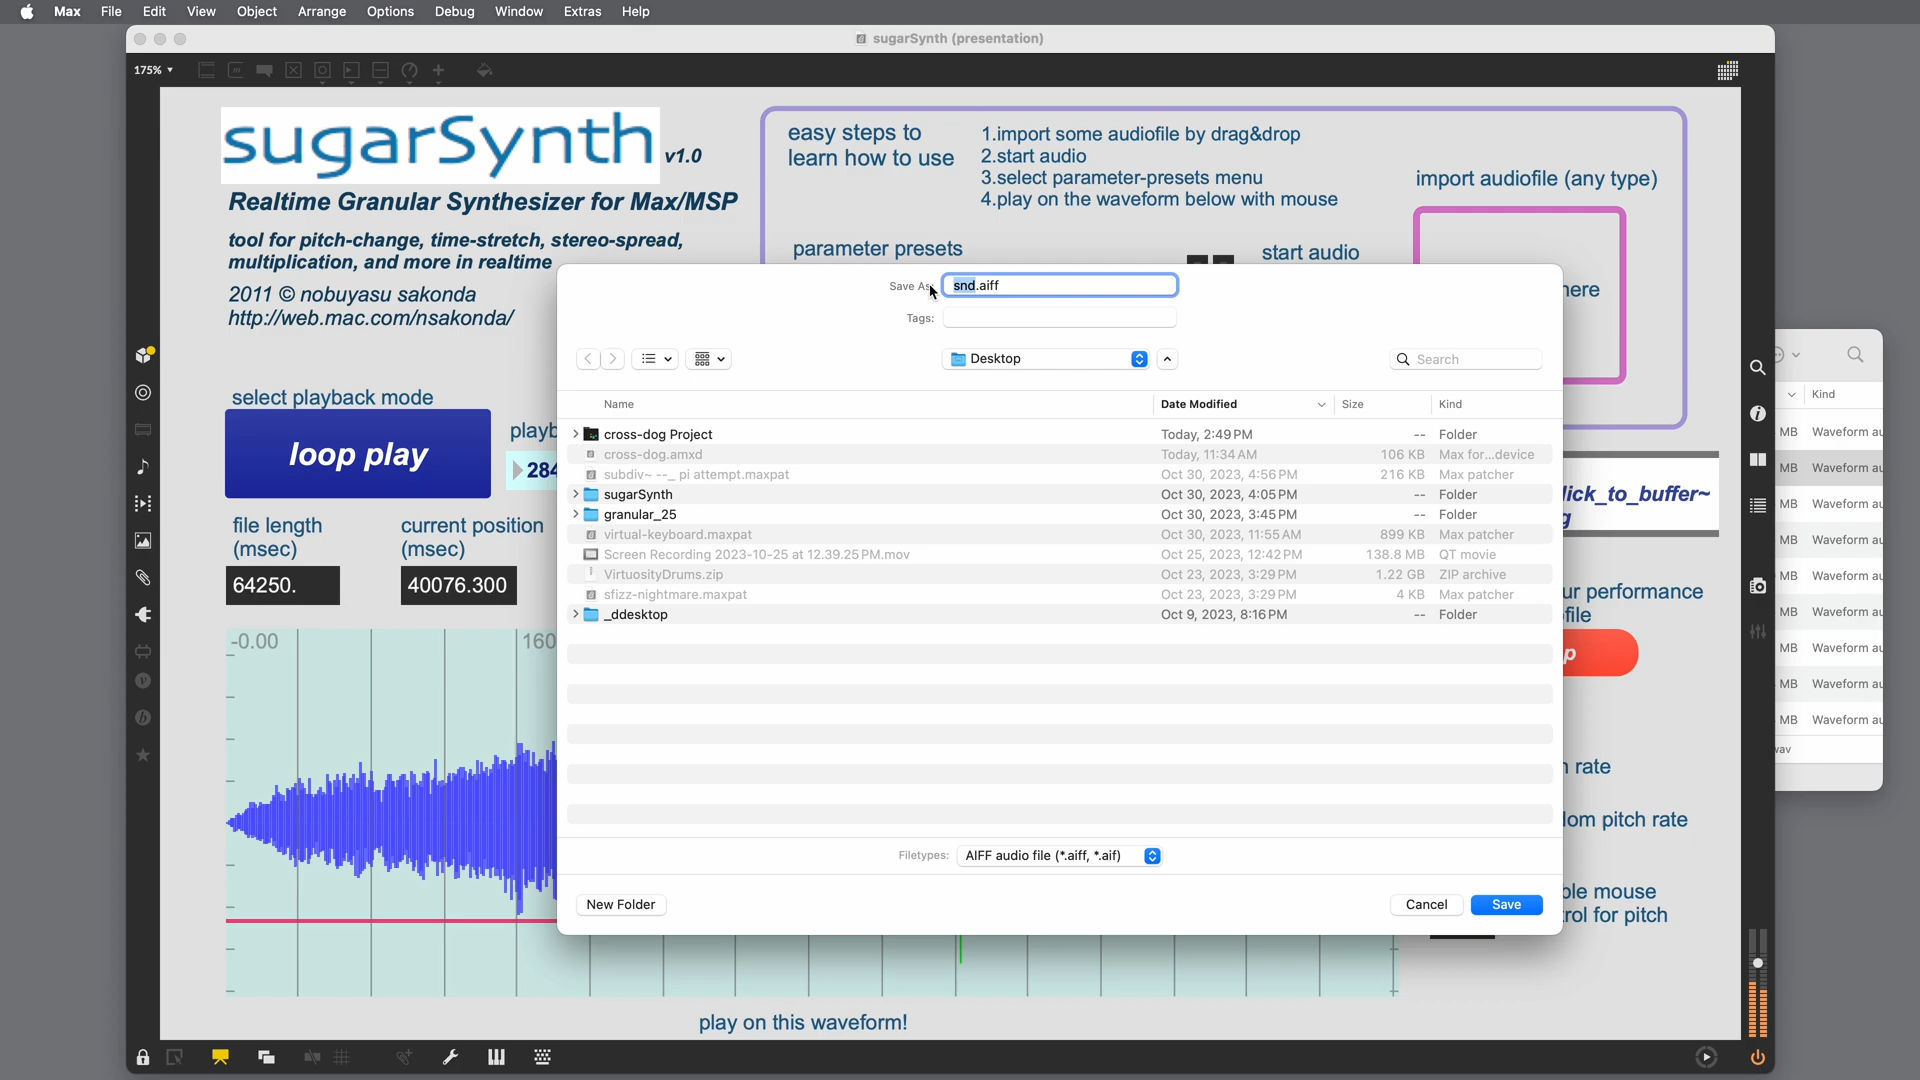 Max File Edit View Object Arrange Options Debug Window Extras Help
sugarSynth (presentation)
175%
sugarSynth v1.0
Realtime Granular Synthesizer for Max/MSP
tool for pitch-change, time-stretch, stereo-spread,
multiplication, and more in realtime
2011 © nobuyasu sakonda
http://web.mac.com/nsakonda/
easy steps to
learn how to use
1.import some audiofile by drag&drop
2.start audio
3.select parameter-presets menu
4.play on the waveform below with mouse
import audiofile (any type)
parameter presets
start audio
here
select playback mode
loop play
playb
284
file length
(msec)
64250.
current position
(msec)
40076.300
-0.00
160
Save As:
snd.aiff
Tags:
Desktop
Search
Name Date Modified Size Kind
cross-dog Project Today, 2:49 PM -- Folder
cross-dog.amxd Today, 11:34 AM 106 KB Max for...device
subdiv~ --_ pi attempt.maxpat Oct 30, 2023, 4:56 PM 216 KB Max patcher
sugarSynth Oct 30, 2023, 4:05 PM -- Folder
granular_25 Oct 30, 2023, 3:45 PM -- Folder
virtual-keyboard.maxpat Oct 30, 2023, 11:55 AM 899 KB Max patcher
Screen Recording 2023-10-25 at 12.39.25 PM.mov Oct 25, 2023, 12:42 PM 138.8 MB QT movie
VirtuosityDrums.zip Oct 23, 2023, 3:29 PM 1.22 GB ZIP archive
sfizz-nightmare.maxpat Oct 23, 2023, 3:29 PM 4 KB Max patcher
_ddesktop Oct 9, 2023, 8:16 PM -- Folder
Filetypes: AIFF audio file (*.aiff, *.aif)
New Folder
Cancel
Save
lick_to_buffer~
g
ur performance
file
p
n rate
lom pitch rate
ble mouse
trol for pitch
play on this waveform!
Kind
MB Waveform au
MB Waveform au
MB Waveform au
MB Waveform au
MB Waveform au
MB Waveform au
MB Waveform au
MB Waveform au
MB Waveform au
wav